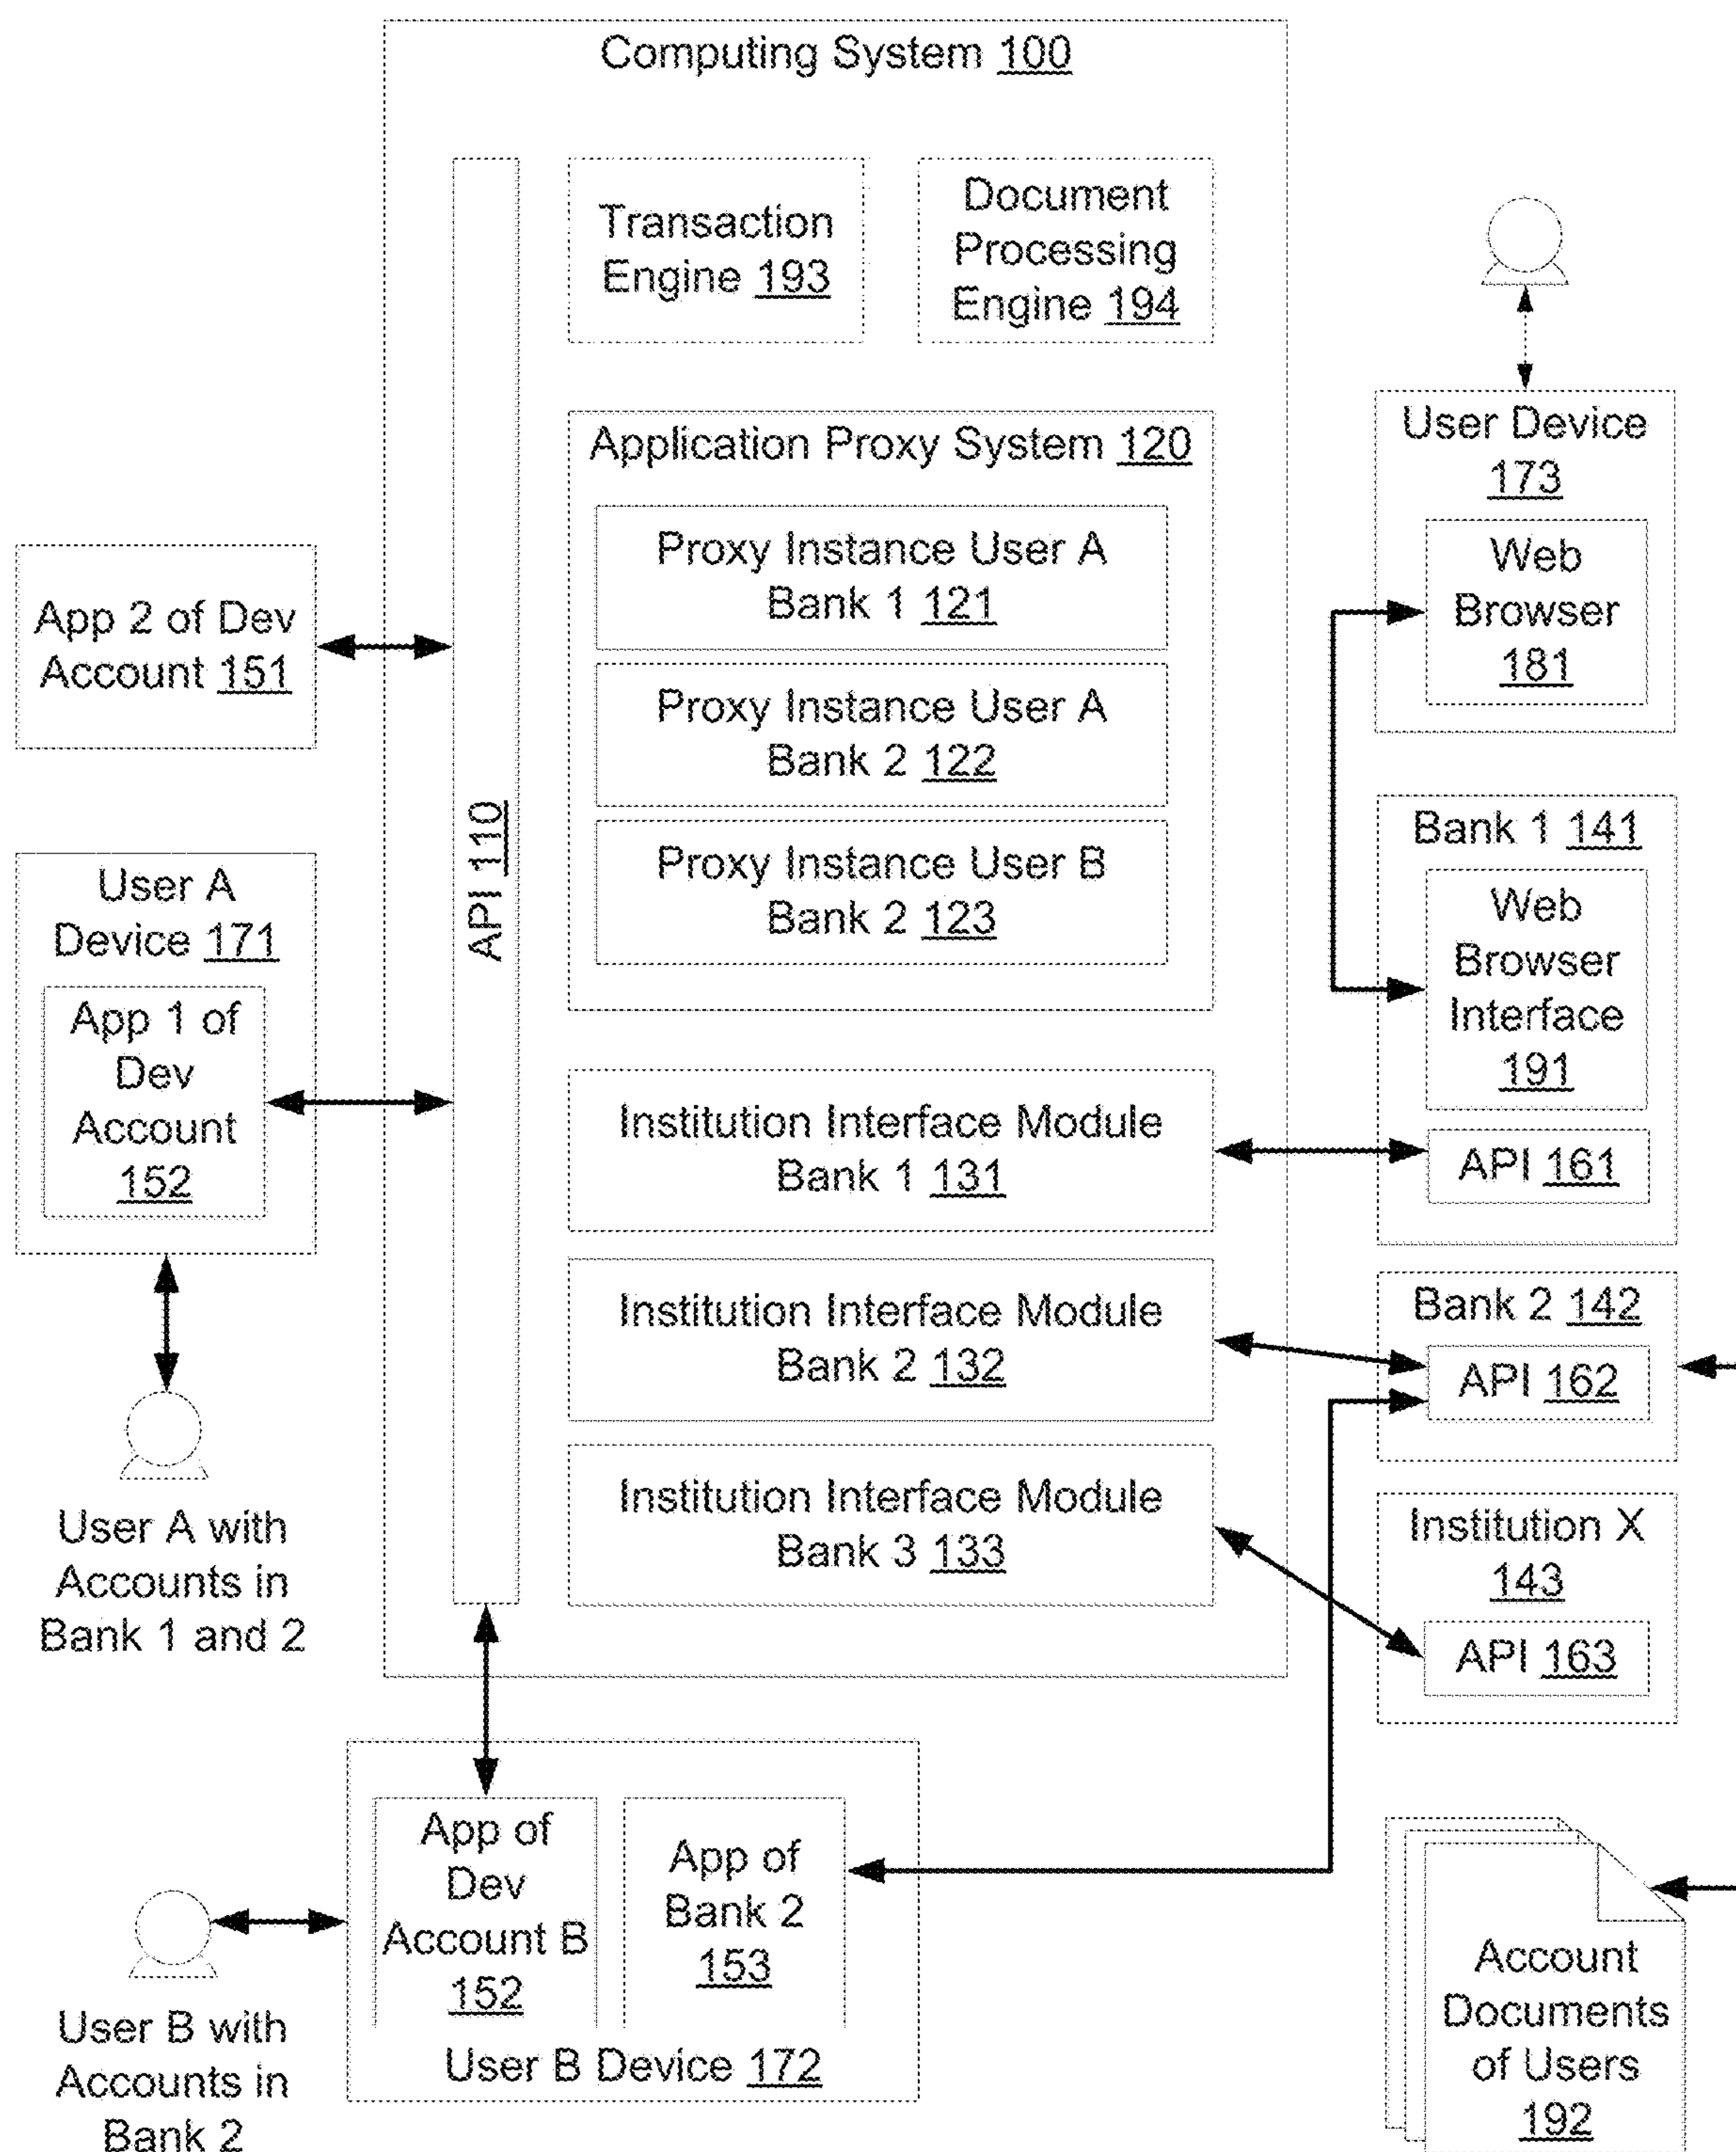 Computing System 100
Transaction
Engine 193
Document
Processing
Engine 194
Application Proxy System 120
Proxy Instance User A
Bank 1 121
Proxy Instance User A
Bank 2 122
Proxy Instance User B
Bank 2 123
API 110
Institution Interface Module
Bank 1 131
Institution Interface Module
Bank 2 132
Institution Interface Module
Bank 3 133
App 2 of Dev
Account 151
User A
Device 171
App 1 of
Dev
Account
152
User A with
Accounts in
Bank 1 and 2
User Device
173
Web
Browser
181
Bank 1 141
Web
Browser
Interface
191
API 161
Bank 2 142
API 162
Institution X
143
API 163
App of
Dev
Account B
152
App of
Bank 2
153
User B Device 172
User B with
Accounts in
Bank 2
Account
Documents
of Users
192